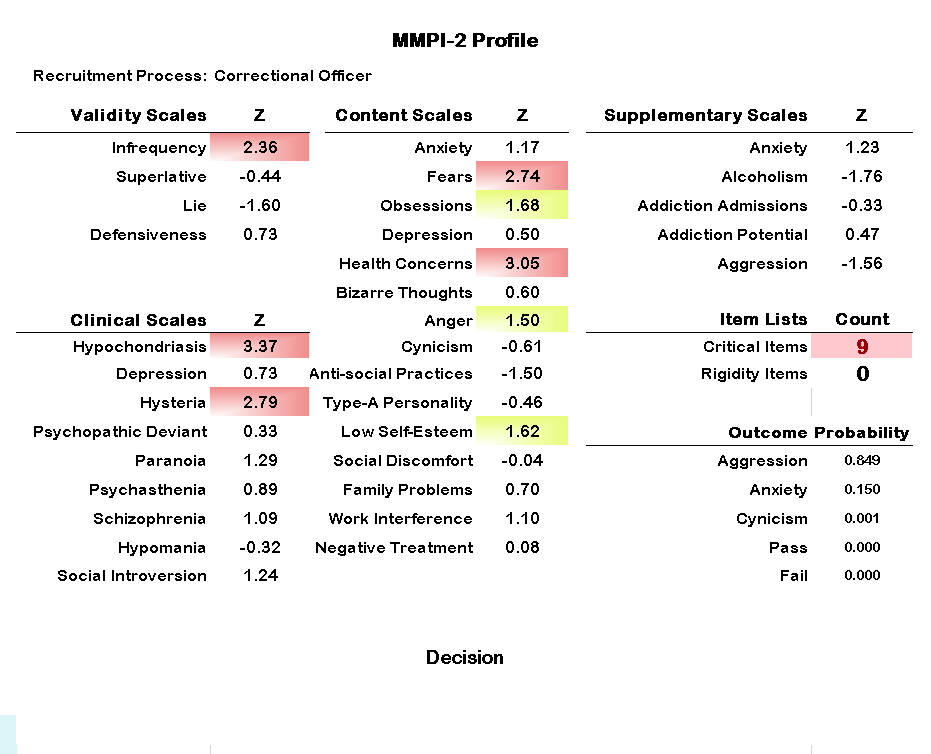 MMPI-2 Profile
Recruitment Process: Correctional Officer
Validity Scales Z
Infrequency 2.36
Superlative -0.44
Lie -1.60
Defensiveness 0.73
Clinical Scales Z
Hypochondriasis 3.37
Depression 0.73
Hysteria 2.79
Psychopathic Deviant 0.33
Paranoia 1.29
Psychasthenia 0.89
Schizophrenia 1.09
Hypomania -0.32
Social Introversion 1.24
Content Scales Z
Anxiety 1.17
Fears 2.74
Obsessions 1.68
Depression 0.50
Health Concerns 3.05
Bizarre Thoughts 0.60
Anger 1.50
Cynicism -0.61
Anti-social Practices -1.50
Type-A Personality -0.46
Low Self-Esteem 1.62
Social Discomfort -0.04
Family Problems 0.70
Work Interference 1.10
Negative Treatment 0.08
Supplementary Scales Z
Anxiety 1.23
Alcoholism -1.76
Addiction Admissions -0.33
Addiction Potential 0.47
Aggression -1.56
Item Lists Count
Critical Items 9
Rigidity Items 0
Outcome Probability
Aggression 0.849
Anxiety 0.150
Cynicism 0.001
Pass 0.000
Fail 0.000
Decision